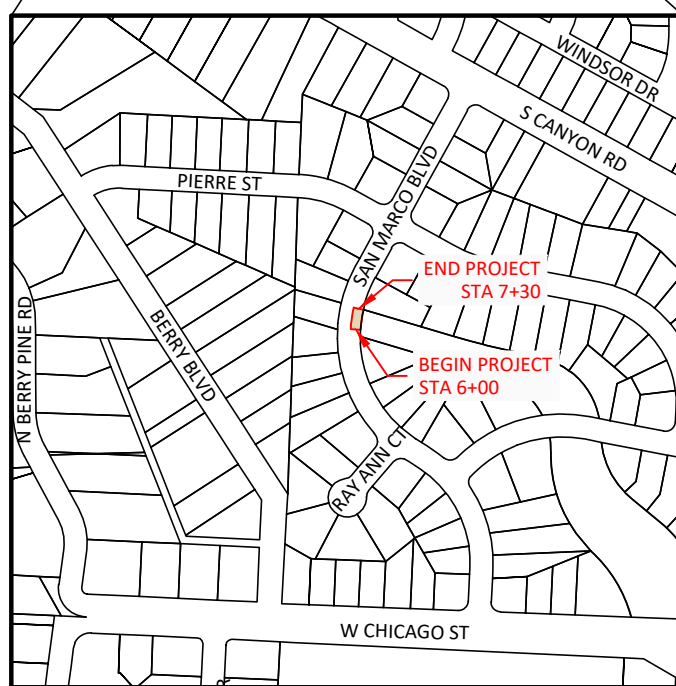 WINDSOR DR
S CANYON RD
SAN MARCO BLVD
PIERRE ST
END PROJECT
STA 7+30
N BERRY PINE RD
BERRY BLVD
BEGIN PROJECT
STA 6+00
RAY ANN CT
W CHICAGO ST